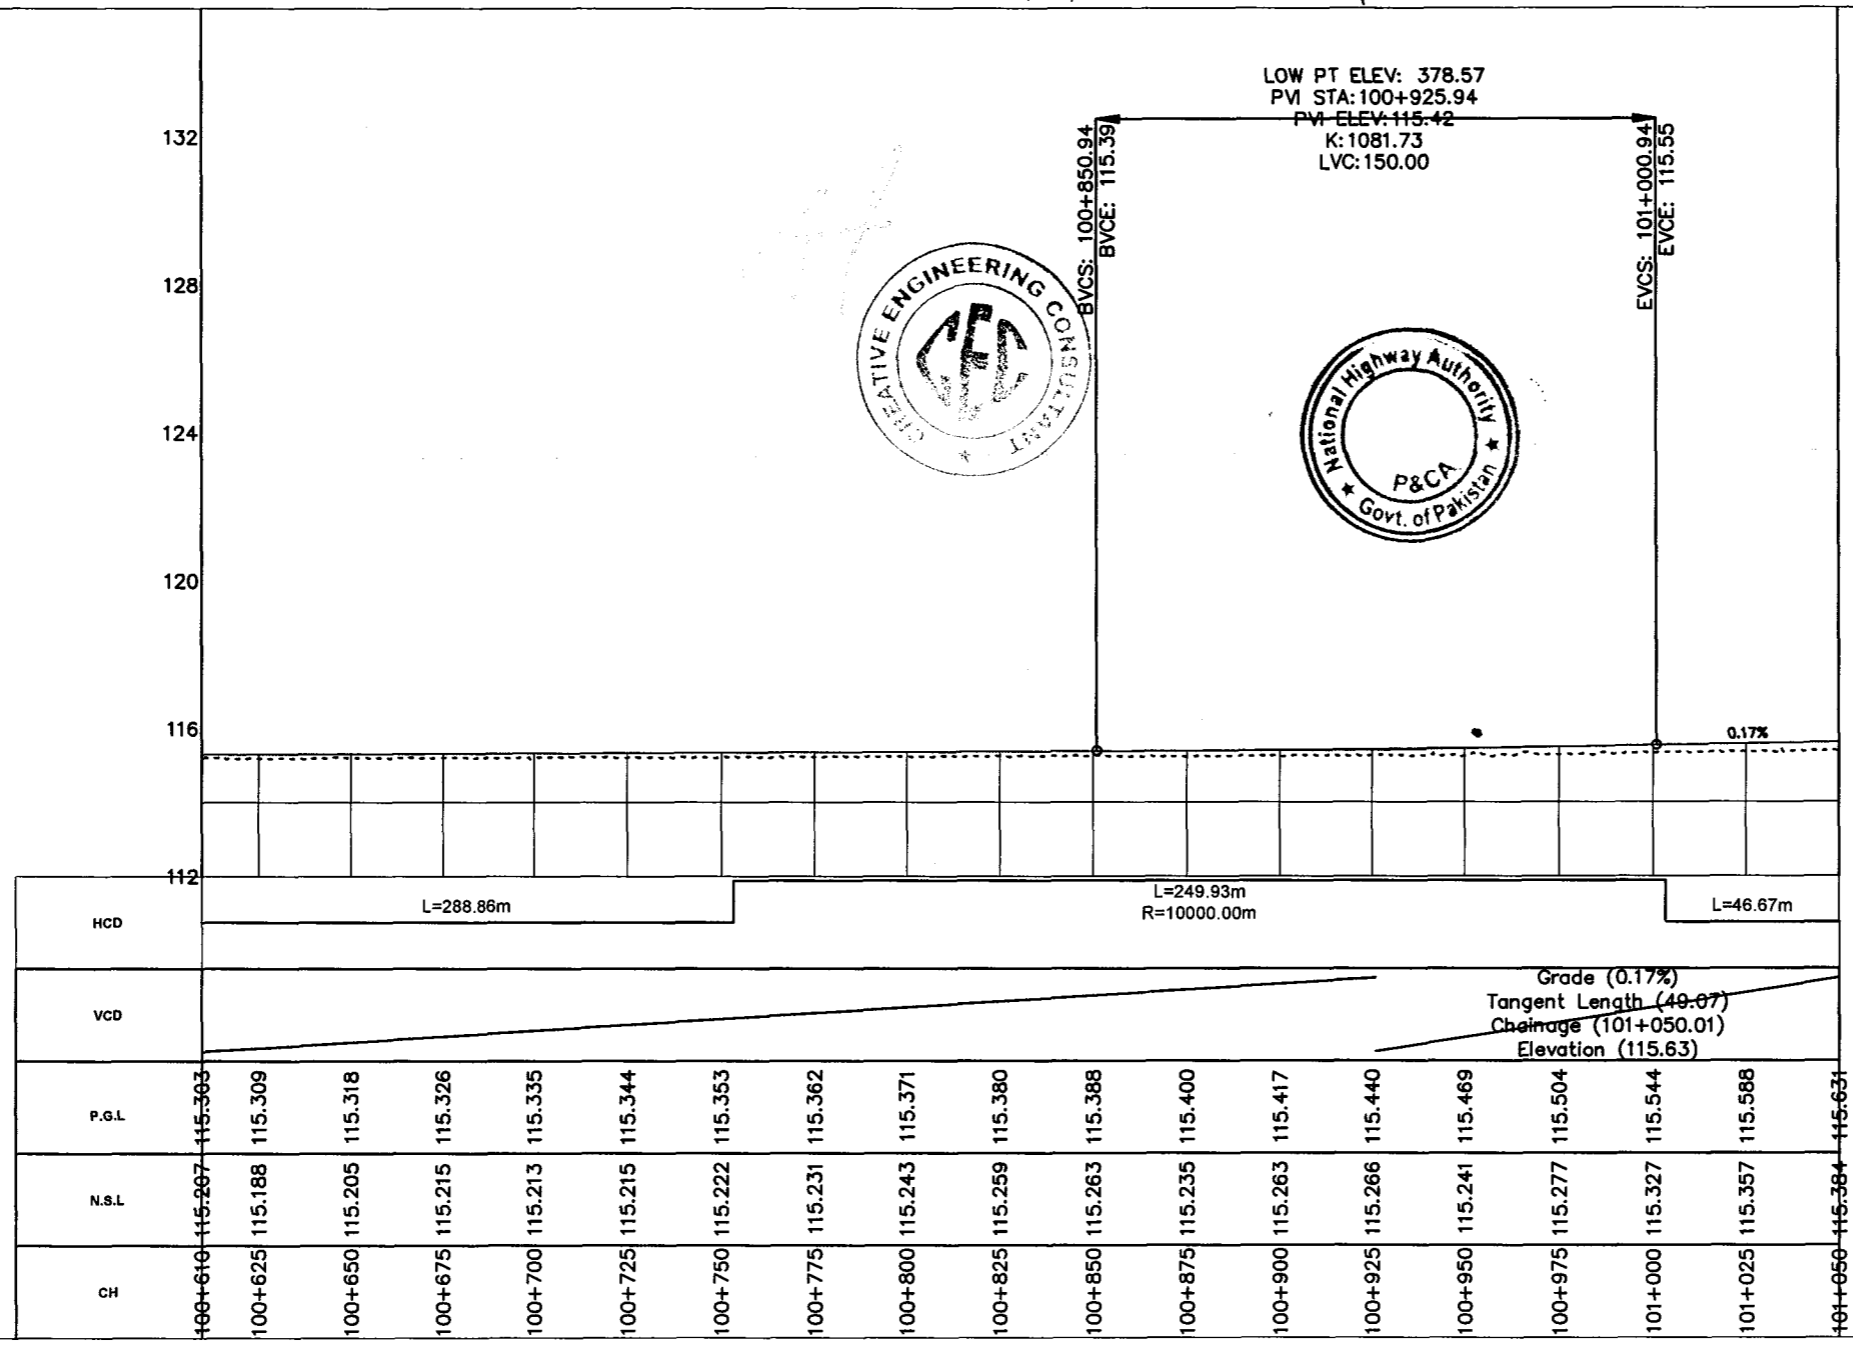 LOW PT ELEV: 378.57
PVI STA:100+925.94
PVI ELEV:115.42
K:1081.73
LVC:150.00
BVCS: 100+850.94
BVCE: 115.39
EVCS: 101+000.94
EVCE: 115.55
132
128
124
120
116
112
CREATIVE ENGINEERING CONSULTANT
CEC
National Highway Authority
P&CA
Govt. of Pakistan
0.17%
HCD
L=288.86m
L=249.93m
R=10000.00m
L=46.67m
VCD
Grade (0.17%)
Tangent Length (49.07)
Chainage (101+050.01)
Elevation (115.63)
P.G.L 115.303 115.309 115.318 115.326 115.335 115.344 115.353 115.362 115.371 115.380 115.388 115.400 115.417 115.440 115.469 115.504 115.544 115.588 115.631
N.S.L 115.207 115.188 115.205 115.215 115.213 115.215 115.222 115.231 115.243 115.259 115.263 115.235 115.263 115.266 115.241 115.277 115.327 115.357 115.384
CH 100+610 100+625 100+650 100+675 100+700 100+725 100+750 100+775 100+800 100+825 100+850 100+875 100+900 100+925 100+950 100+975 101+000 101+025 101+050